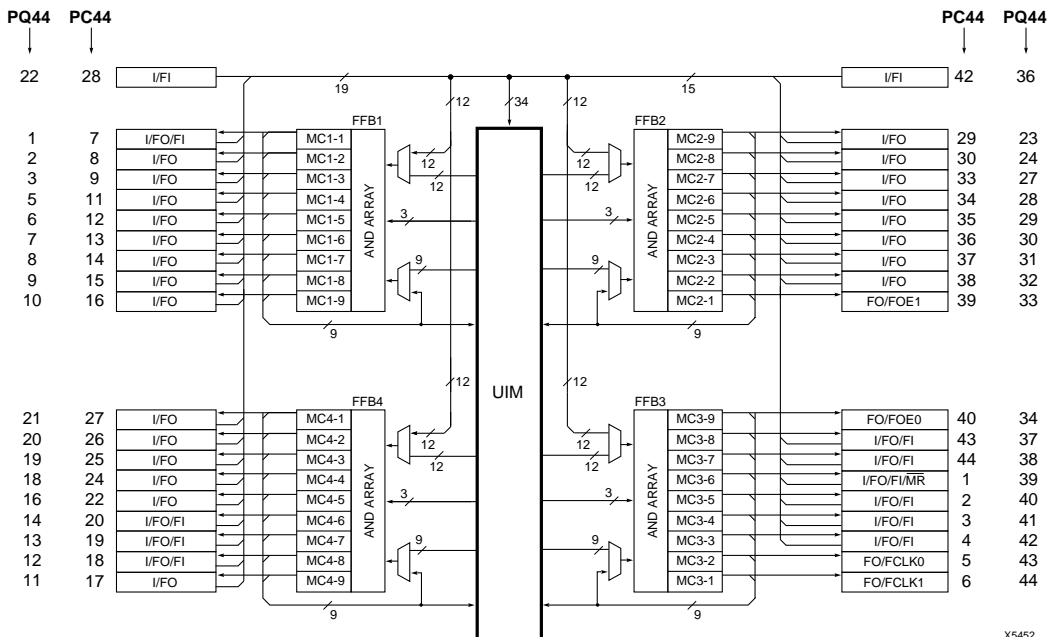 PQ44 PC44 PC44 PQ44
22 28 I/FI I/FI 42 36
19 15
12 34 12
FFB1 FFB2
1 7 I/FO/FI MC1-1 MC2-9 I/FO 29 23
2 8 I/FO MC1-2 12 12 MC2-8 I/FO 30 24
3 9 I/FO MC1-3 12 12 MC2-7 I/FO 33 27
5 11 I/FO MC1-4 MC2-6 I/FO 34 28
6 12 I/FO MC1-5 AND ARRAY 3 3 AND ARRAY MC2-5 I/FO 35 29
7 13 I/FO MC1-6 MC2-4 I/FO 36 30
8 14 I/FO MC1-7 9 9 MC2-3 I/FO 37 31
9 15 I/FO MC1-8 MC2-2 I/FO 38 32
10 16 I/FO MC1-9 MC2-1 FO/FOE1 39 33
9 9
12 UIM 12
FFB4 FFB3
21 27 I/FO MC4-1 MC3-9 FO/FOE0 40 34
20 26 I/FO MC4-2 12 12 MC3-8 I/FO/FI 43 37
19 25 I/FO MC4-3 12 12 MC3-7 I/FO/FI 44 38
18 24 I/FO MC4-4 MC3-6 I/FO/FI/M̅R̅ 1 39
16 22 I/FO MC4-5 AND ARRAY 3 3 AND ARRAY MC3-5 I/FO/FI 2 40
14 20 I/FO/FI MC4-6 MC3-4 I/FO/FI 3 41
13 19 I/FO/FI MC4-7 9 9 MC3-3 I/FO/FI 4 42
12 18 I/FO/FI MC4-8 MC3-2 FO/FCLK0 5 43
11 17 I/FO MC4-9 MC3-1 FO/FCLK1 6 44
9 9
X5452